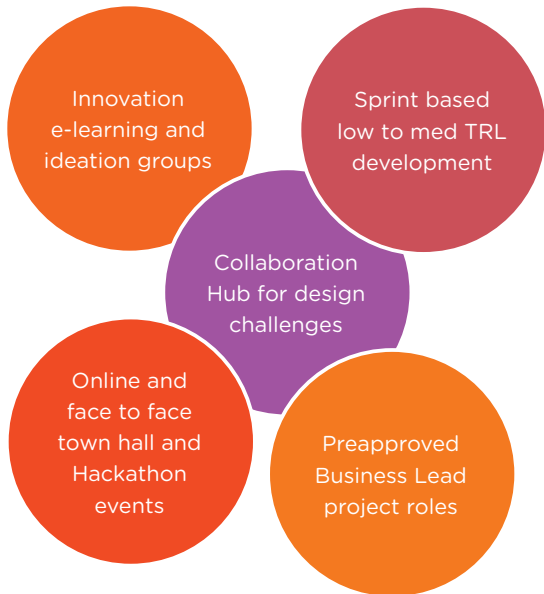 Innovation
e-learning and
ideation groups
Sprint based
low to med TRL
development
Collaboration
Hub for design
challenges
Online and
face to face
town hall and
Hackathon
events
Preapproved
Business Lead
project roles